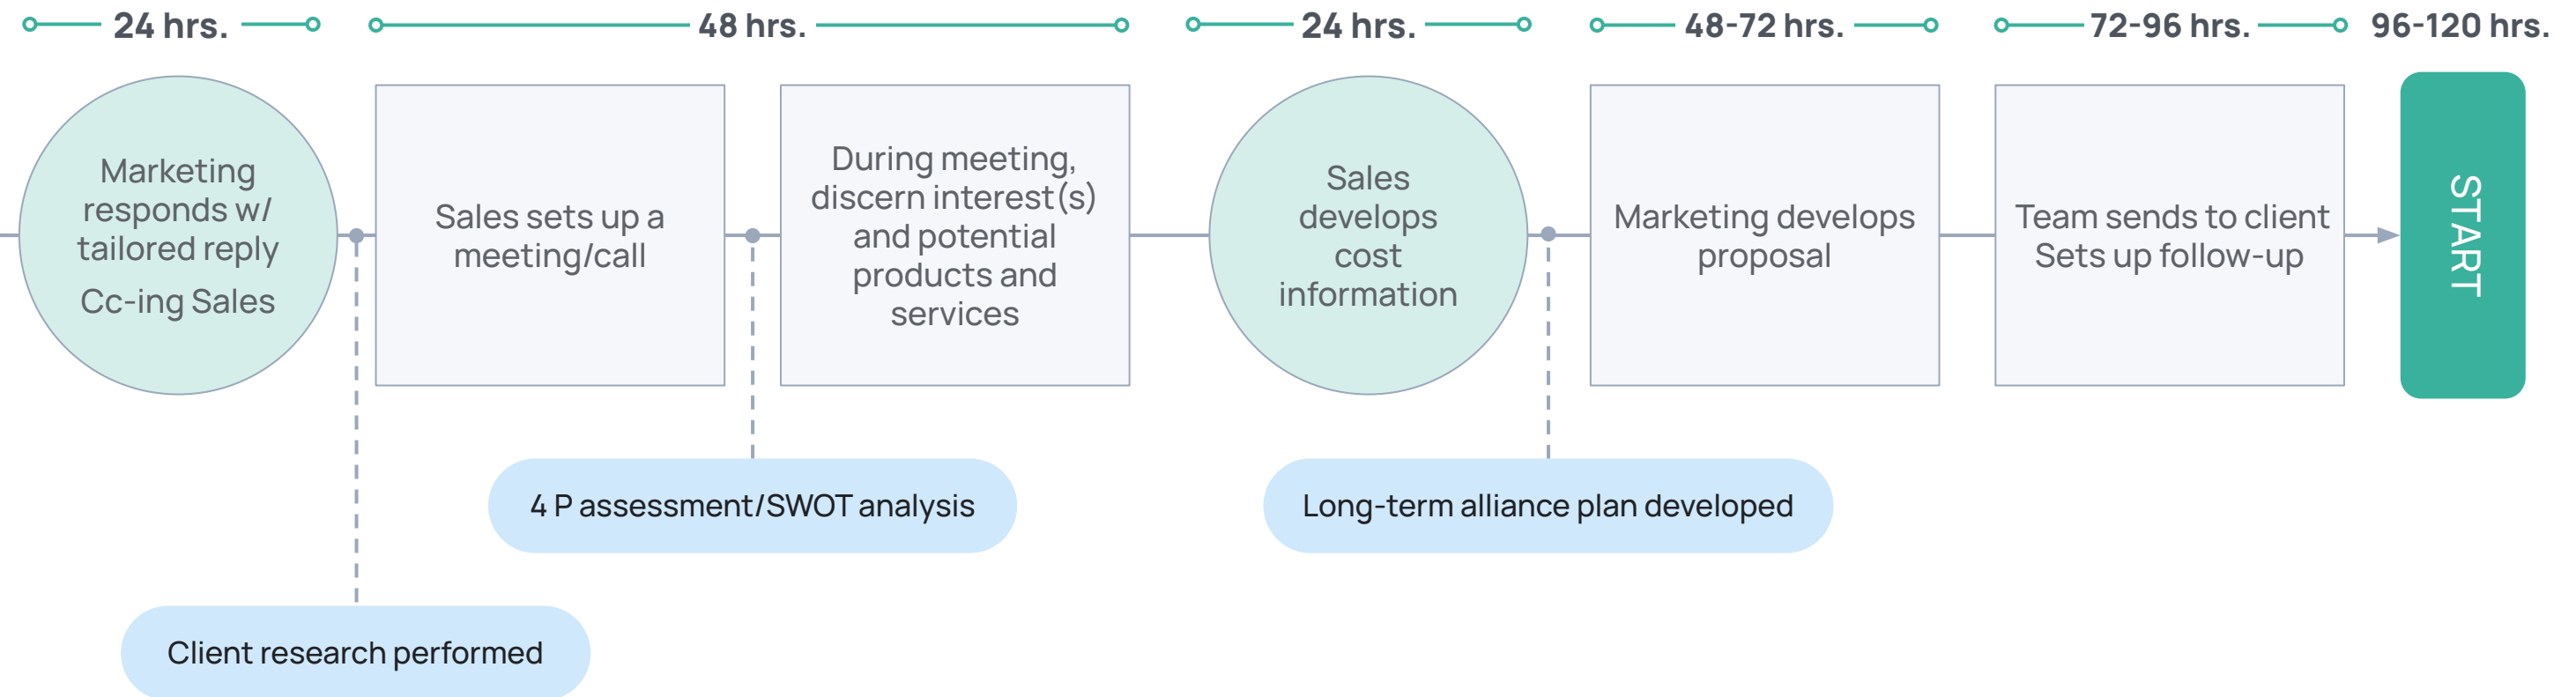 24 hrs.
48 hrs.
24 hrs.
48-72 hrs.
72-96 hrs.
96-120 hrs.
Marketing
responds w/
tailored reply
Cc-ing Sales
Sales sets up a
meeting/call
During meeting,
discern interest(s)
and potential
products and
services
Sales
develops
cost
information
Marketing develops
proposal
Team sends to client
Sets up follow-up
START
4 P assessment/SWOT analysis
Long-term alliance plan developed
Client research performed